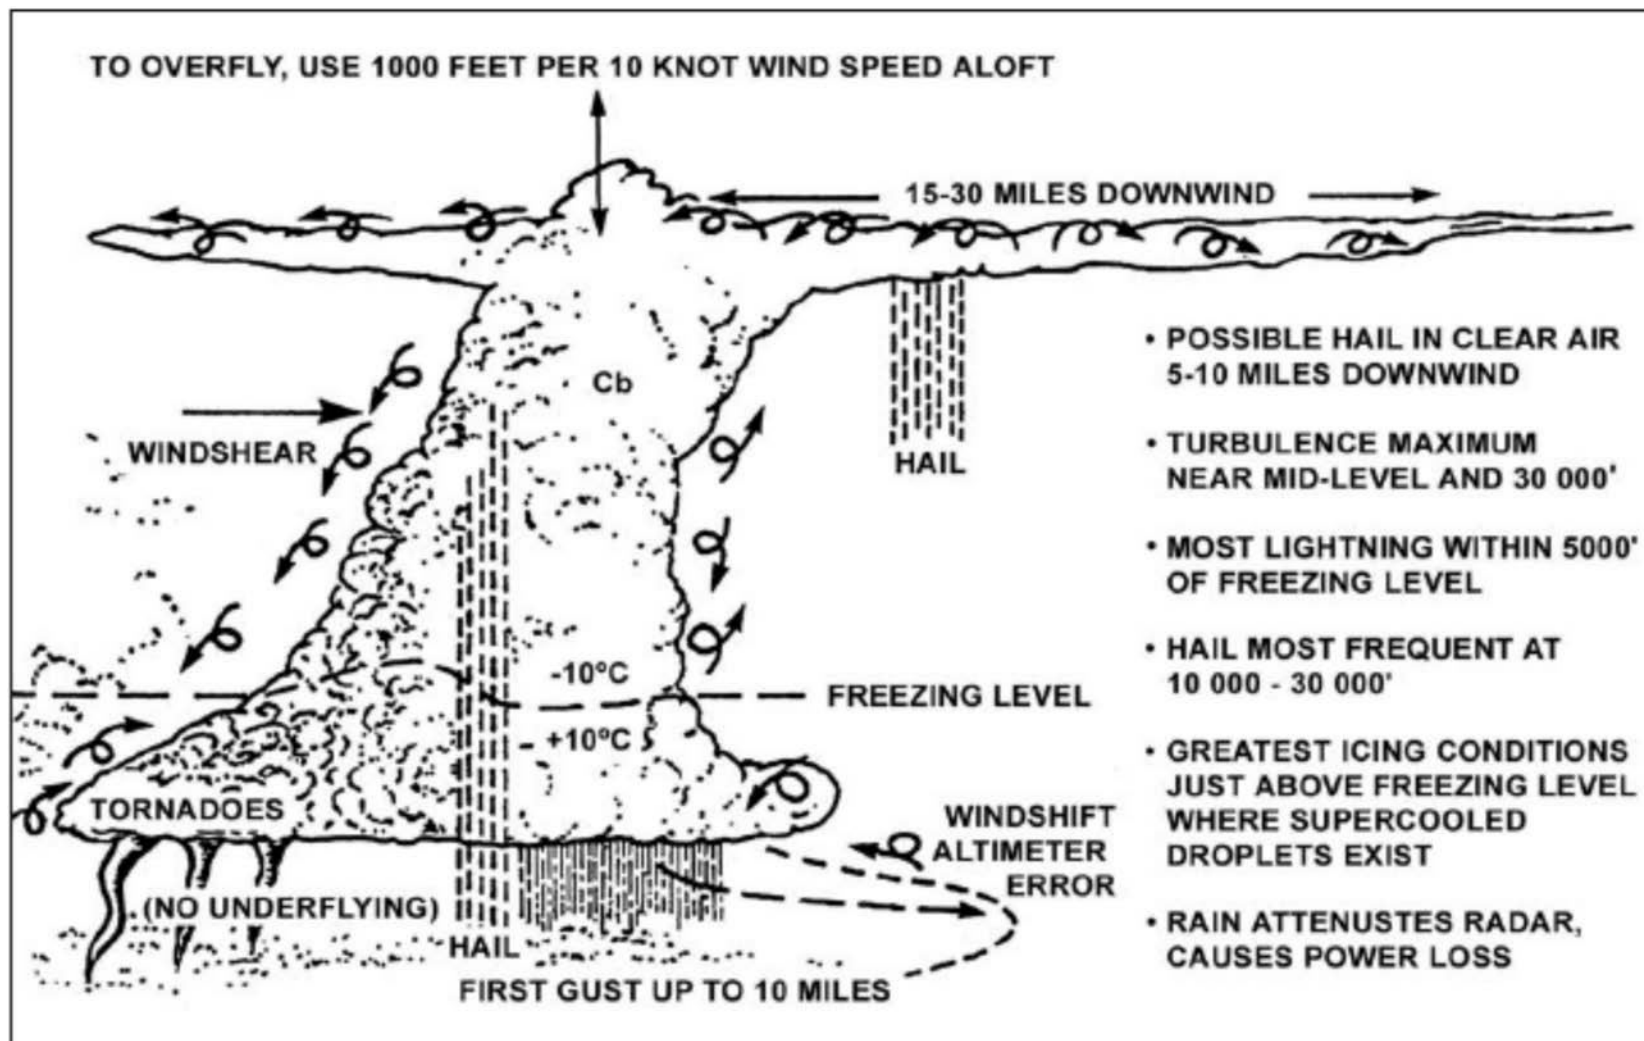 TO OVERFLY, USE 1000 FEET PER 10 KNOT WIND SPEED ALOFT
15-30 MILES DOWNWIND
Cb
WINDSHEAR
HAIL
-10ºC
FREEZING LEVEL
+10ºC
TORNADOES
WINDSHIFT
ALTIMETER
ERROR
(NO UNDERFLYING)
HAIL
FIRST GUST UP TO 10 MILES
• POSSIBLE HAIL IN CLEAR AIR
5-10 MILES DOWNWIND
• TURBULENCE MAXIMUM
NEAR MID-LEVEL AND 30 000'
• MOST LIGHTNING WITHIN 5000'
OF FREEZING LEVEL
• HAIL MOST FREQUENT AT
10 000 - 30 000'
• GREATEST ICING CONDITIONS
JUST ABOVE FREEZING LEVEL
WHERE SUPERCOOLED
DROPLETS EXIST
• RAIN ATTENUSTES RADAR,
CAUSES POWER LOSS